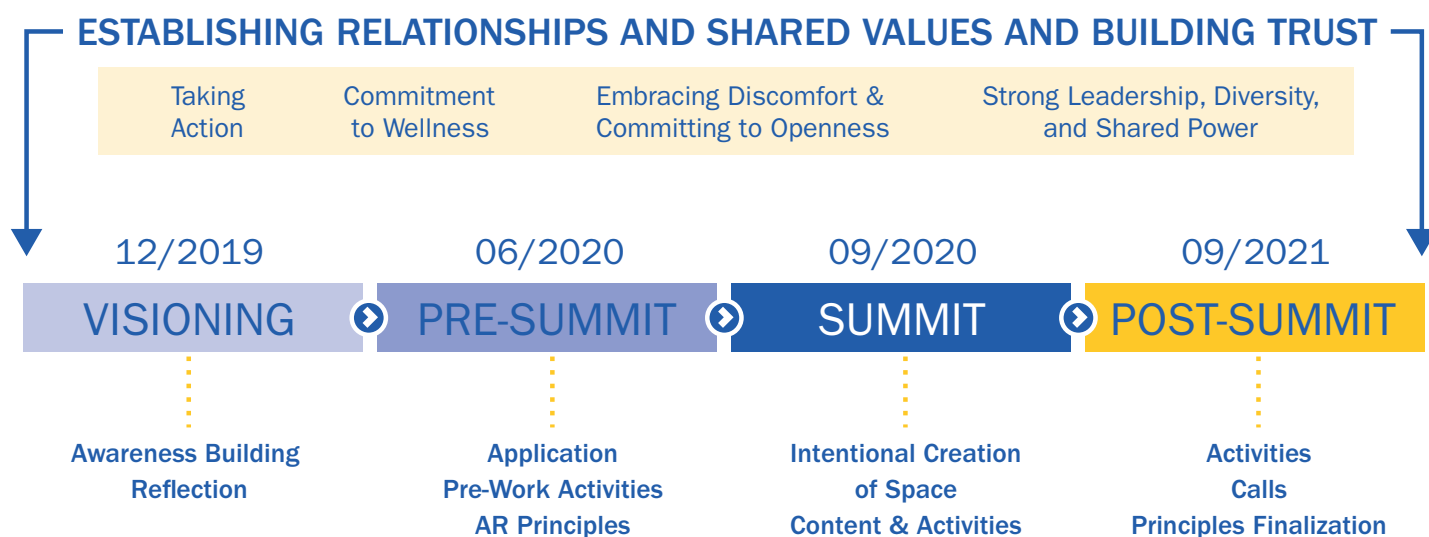 ESTABLISHING RELATIONSHIPS AND SHARED VALUES AND BUILDING TRUST
Taking
Action
Commitment
to Wellness
Embracing Discomfort &
Committing to Openness
Strong Leadership, Diversity,
and Shared Power
12/2019
06/2020
09/2020
09/2021
VISIONING
PRE-SUMMIT
SUMMIT
POST-SUMMIT
Awareness Building
Reflection
Application
Pre-Work Activities
AR Principles
Intentional Creation
of Space
Content & Activities
Activities
Calls
Principles Finalization